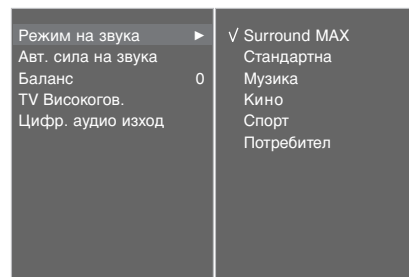 Режим на звука ►
Авт. сила на звука
Баланс 0
TV Високогов.
Цифр. аудио изход
√ Surround MAX
Стандартна
Музика
Кино
Спорт
Потребител